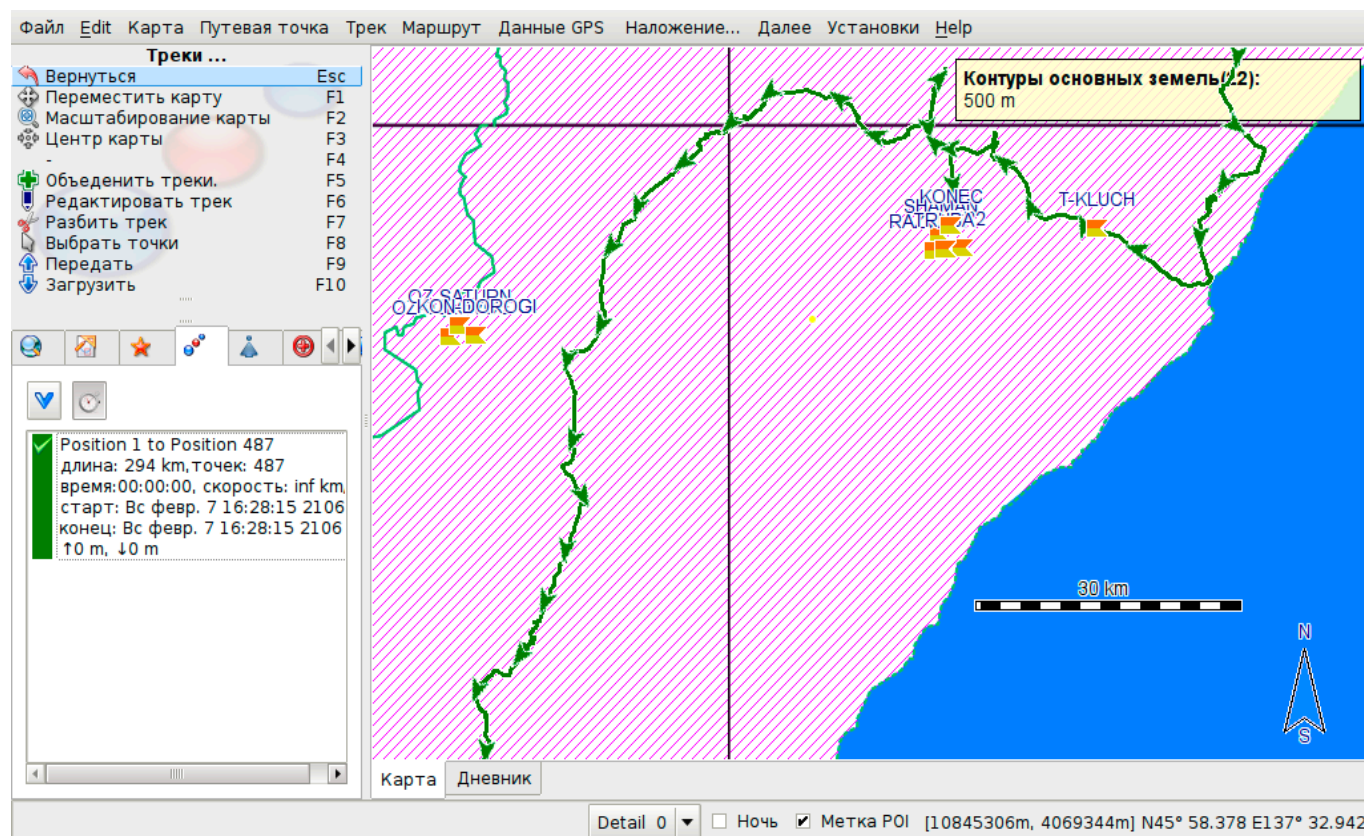 Файл Edit Карта Путевая точка Трек Маршрут Данные GPS Наложение... Далее Установки Help
Треки ...
Вернуться Esc
Переместить карту F1
Масштабирование карты F2
Центр карты F3
- F4
Объеденить треки. F5
Редактировать трек F6
Разбить трек F7
Выбрать точки F8
Передать F9
Загрузить F10
Position 1 to Position 487
длина: 294 km, точек: 487
время:00:00:00, скорость: inf km,
старт: Вс февр. 7 16:28:15 2106
конец: Вс февр. 7 16:28:15 2106
↑0 m, ↓0 m
Контуры основных земель(22):
500 m
KONEC
SHAMAN
T-KLUCH
OZ-SATURN
KON-DOROGI
30 km
N
S
Карта Дневник
Detail 0 Ночь Метка POI [10845306m, 4069344m] N45° 58.378 E137° 32.942